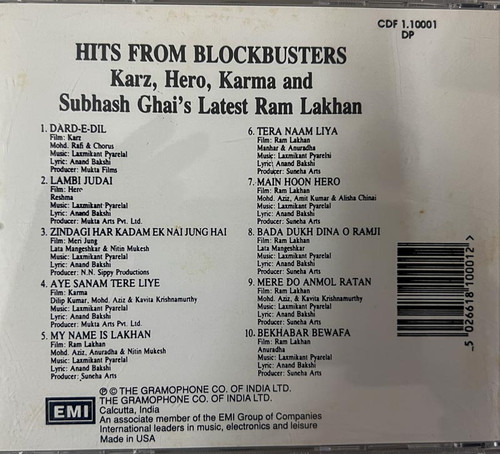 CDF 1.10001
DP
HITS FROM BLOCKBUSTERS
Karz, Hero, Karma and
Subhash Ghai's Latest Ram Lakhan
1. DARD-E-DIL
Film: Karz
Mohd. Rafi & Chorus
Music: Laxmikant Pyarelal
Lyric: Anand Bakshi
Producer: Mukta Films
2. LAMBI JUDAI
Film: Hero
Reshma
Music: Laxmikant Pyarelal
Lyric: Anand Bakshi
Producer: Mukta Arts Pvt. Ltd.
3. ZINDAGI HAR KADAM EK NAI JUNG HAI
Film: Meri Jung
Lata Mangeshkar & Nitin Mukesh
Music: Laxmikant Pyarelal
Lyric: Anand Bakshi
Producer: N.N. Sippy Productions
4. AYE SANAM TERE LIYE
Film: Karma
Dilip Kumar, Mohd. Aziz & Kavita Krishnamurthy
Music: Laxmikant Pyarelal
Lyric: Anand Bakshi
Producer: Mukta Arts Pvt. Ltd.
5. MY NAME IS LAKHAN
Film: Ram Lakhan
Mohd. Aziz, Anuradha & Nitin Mukesh
Music: Laxmikant Pyarelal
Lyric: Anand Bakshi
Producer: Suneha Arts
6. TERA NAAM LIYA
Film: Ram Lakhan
Manhar & Anuradha
Music: Laxmikant Pyarelsi
Lyric: Anand Bakshi
Producer: Suneha Arts
7. MAIN HOON HERO
Film: Ram Lakhan
Mohd. Aziz, Amit Kumar & Alisha Chinai
Music: Laxmikant Pyarelal
Lyric: Anand Bakshi
Producer: Suneha Arts
8. BADA DUKH DINA O RAMJI
Film: Ram Lakhan
Lata Mangeshkar
Music: Laxmikant Pyarelal
Lyric: Anand Bakshi
Producer: Suneha Arts
9. MERE DO ANMOL RATAN
Film: Ram Lakhan
Mohd. Aziz & Kavita Krishnamurthy
Music: Laxmikant Pyarelal
Lyric: Anand Bakshi
Producer: Suneha Arts
10. BEKHABAR BEWAFA
Film: Ram Lakhan
Anuradha
Music: Laxmikant Pyarelal
Lyric: Anand Bakshi
Producer: Suneha Arts
5 026618 100012 >
EMI
℗ © THE GRAMOPHONE CO. OF INDIA LTD.
THE GRAMOPHONE CO. OF INDIA LTD.
Calcutta, India
An associate member of the EMI Group of Companies
International leaders in music, electronics and leisure
Made in USA